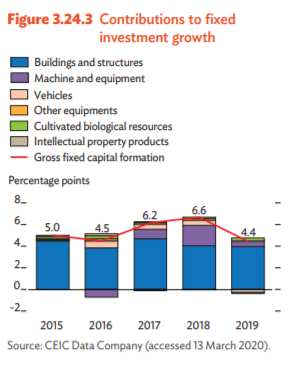 Figure 3.24.3 Contributions to fixed
investment growth
Buildings and structures
Machine and equipment
Vehicles
Other equipments
Cultivated biological resources
Intellectual property products
Gross fixed capital formation
Percentage points
8
6
4
2
0
-2
5.0 4.5 6.2 6.6 4.4
2015 2016 2017 2018 2019
Source: CEIC Data Company (accessed 13 March 2020).